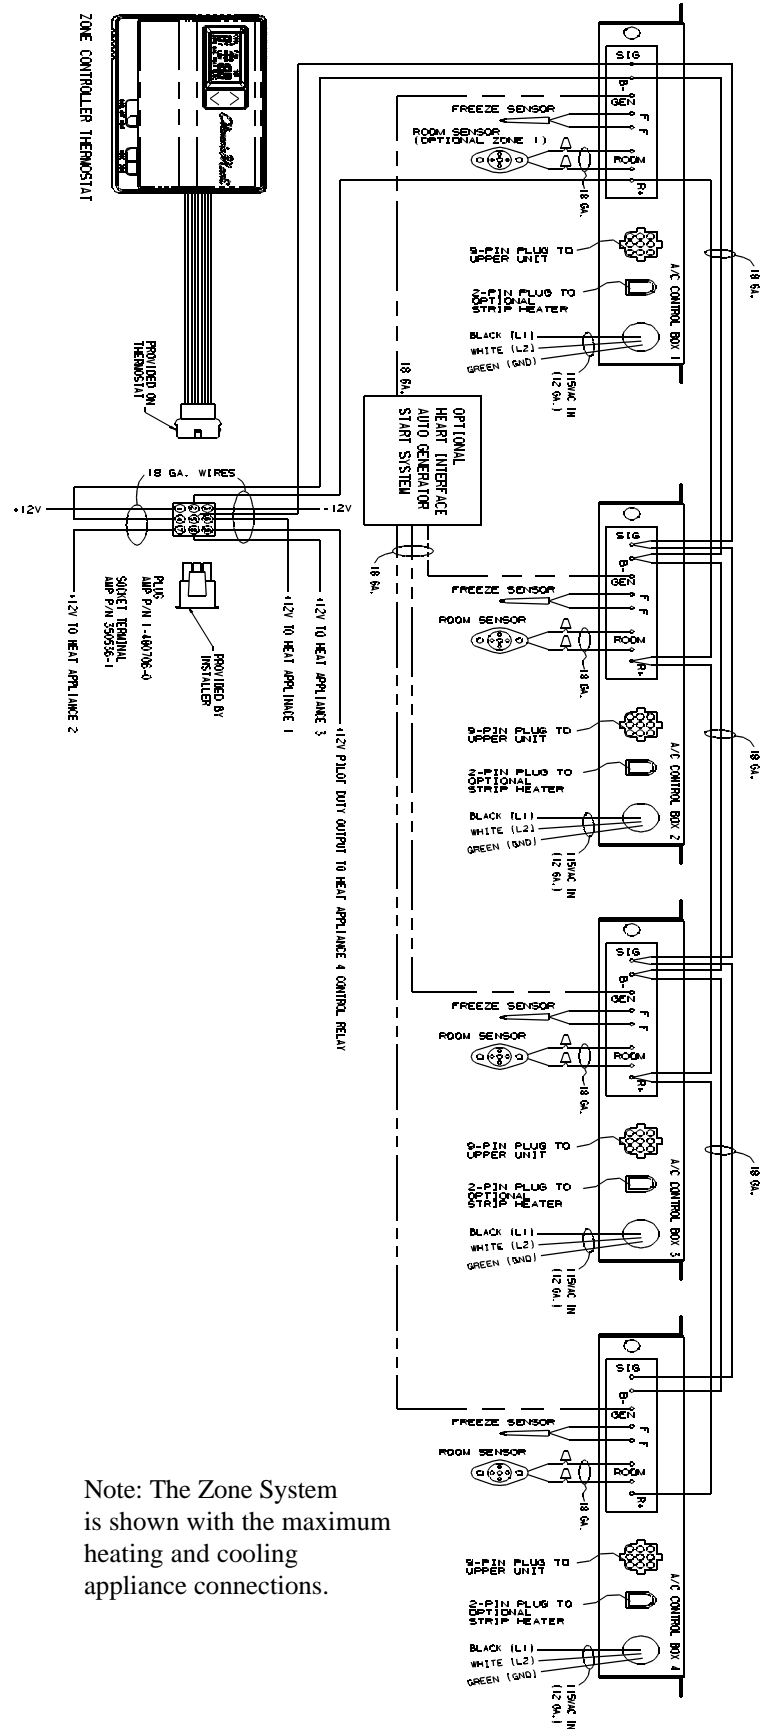 ZONE CONTROLLER THERMOSTAT
PROVIDED ON
THERMOSTAT
18 GA. WIRES
+12V
-12V
PLUG
AMP P/N 1-480706-0
SOCKET TERMINAL
AMP P/N 350536-1
PROVIDED BY
INSTALLER
+12V TO HEAT APPLIANCE 2
+12V TO HEAT APPLINACE 1
+12V TO HEAT APPLIANCE 3
+12V PILOT DUTY OUTPUT TO HEAT APPLIANCE 4 CONTROL RELAY
18 GA.
OPTIONAL
HEART INTERFACE
AUTO GENERATOR
START SYSTEM
18 GA.
SIG
B-
GEN
F
F
ROOM
R+
FREEZE SENSOR
ROOM SENSOR
(OPTIONAL ZONE 1)
18 GA.
18 GA.
9-PIN PLUG TO
UPPER UNIT
2-PIN PLUG TO
OPTIONAL
STRIP HEATER
A/C CONTROL BOX 1
BLACK (L1)
WHITE (L2)
GREEN (GND)
115VAC IN
(12 GA.)
SIG
B-
GEN
F
F
ROOM
R+
FREEZE SENSOR
ROOM SENSOR
18 GA.
18 GA.
9-PIN PLUG TO
UPPER UNIT
2-PIN PLUG TO
OPTIONAL
STRIP HEATER
A/C CONTROL BOX 2
BLACK (L1)
WHITE (L2)
GREEN (GND)
115VAC IN
(12 GA.)
SIG
B-
GEN
F
F
ROOM
R+
FREEZE SENSOR
ROOM SENSOR
18 GA.
18 GA.
9-PIN PLUG TO
UPPER UNIT
2-PIN PLUG TO
OPTIONAL
STRIP HEATER
A/C CONTROL BOX 3
BLACK (L1)
WHITE (L2)
GREEN (GND)
115VAC IN
(12 GA.)
SIG
B-
GEN
F
F
ROOM
R+
FREEZE SENSOR
ROOM SENSOR
18 GA.
9-PIN PLUG TO
UPPER UNIT
2-PIN PLUG TO
OPTIONAL
STRIP HEATER
A/C CONTROL BOX 4
BLACK (L1)
WHITE (L2)
GREEN (GND)
115VAC IN
(12 GA.)
Note: The Zone System
is shown with the maximum
heating and cooling
appliance connections.